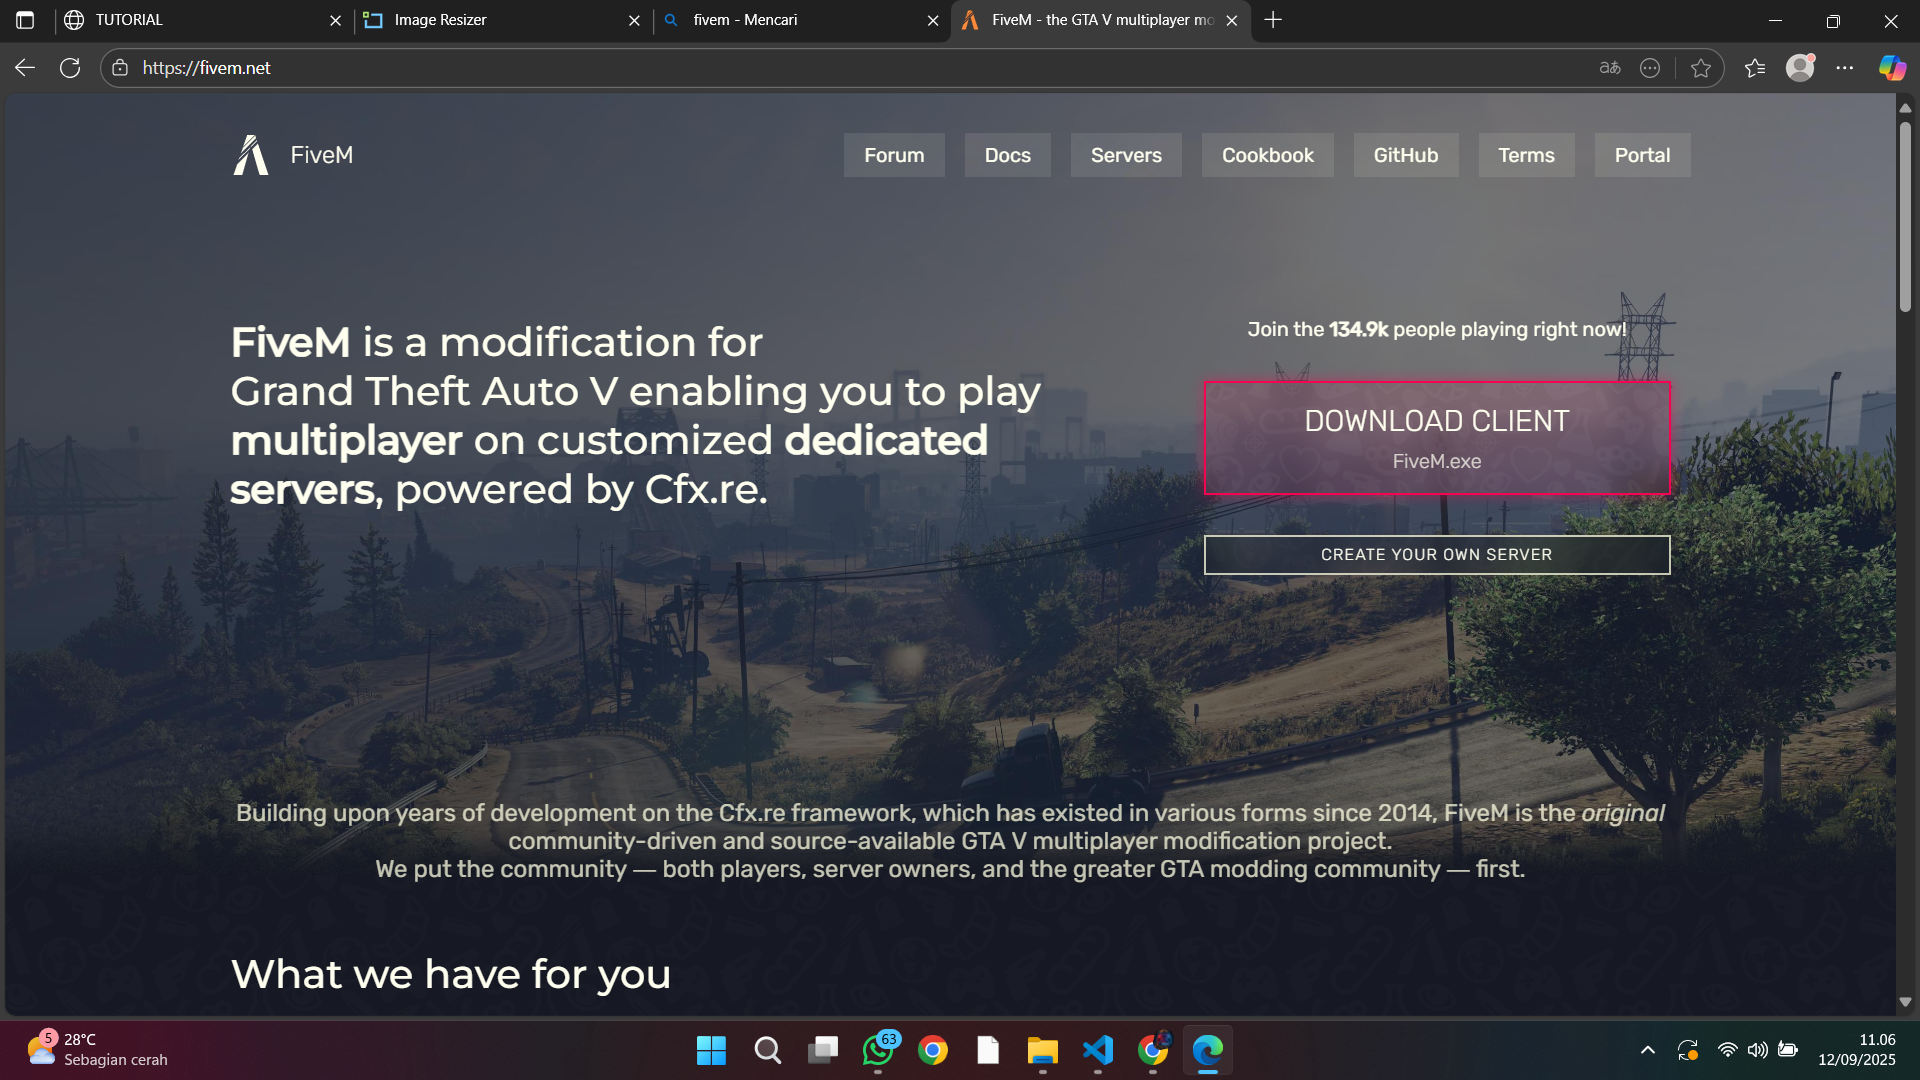 TUTORIAL
Image Resizer
fivem - Mencari
FiveM - the GTA V multiplayer mo
https://fivem.net
FiveM
Forum
Docs
Servers
Cookbook
GitHub
Terms
Portal
FiveM is a modification for
Grand Theft Auto V enabling you to play
multiplayer on customized dedicated
servers, powered by Cfx.re.
Join the 134.9k people playing right now!
DOWNLOAD CLIENT
FiveM.exe
CREATE YOUR OWN SERVER
Building upon years of development on the Cfx.re framework, which has existed in various forms since 2014, FiveM is the original
community-driven and source-available GTA V multiplayer modification project.
We put the community — both players, server owners, and the greater GTA modding community — first.
What we have for you
5
28°C
Sebagian cerah
63
11.06
12/09/2025